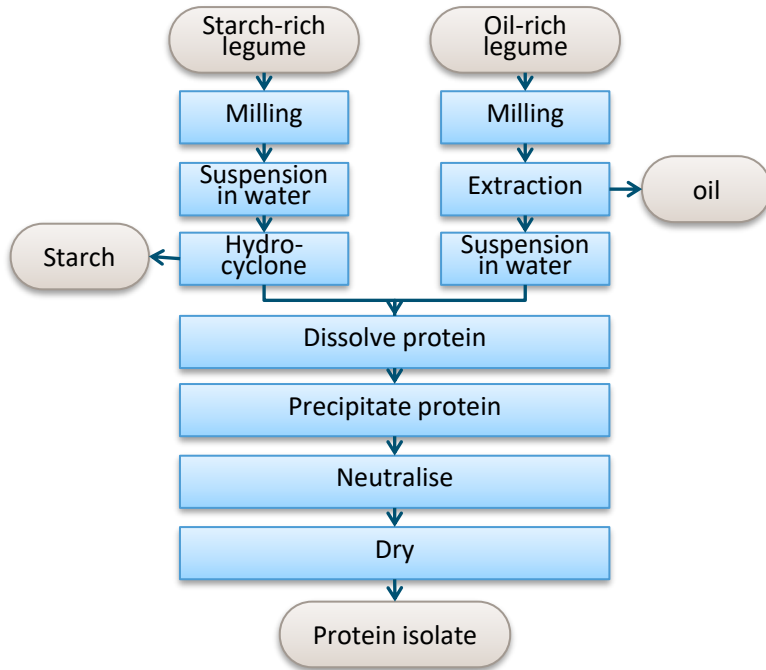 Starch-rich
legume
Oil-rich
legume
Milling
Milling
Suspension
in water
Extraction
oil
Starch
Hydro-
cyclone
Suspension
in water
Dissolve protein
Precipitate protein
Neutralise
Dry
Protein isolate